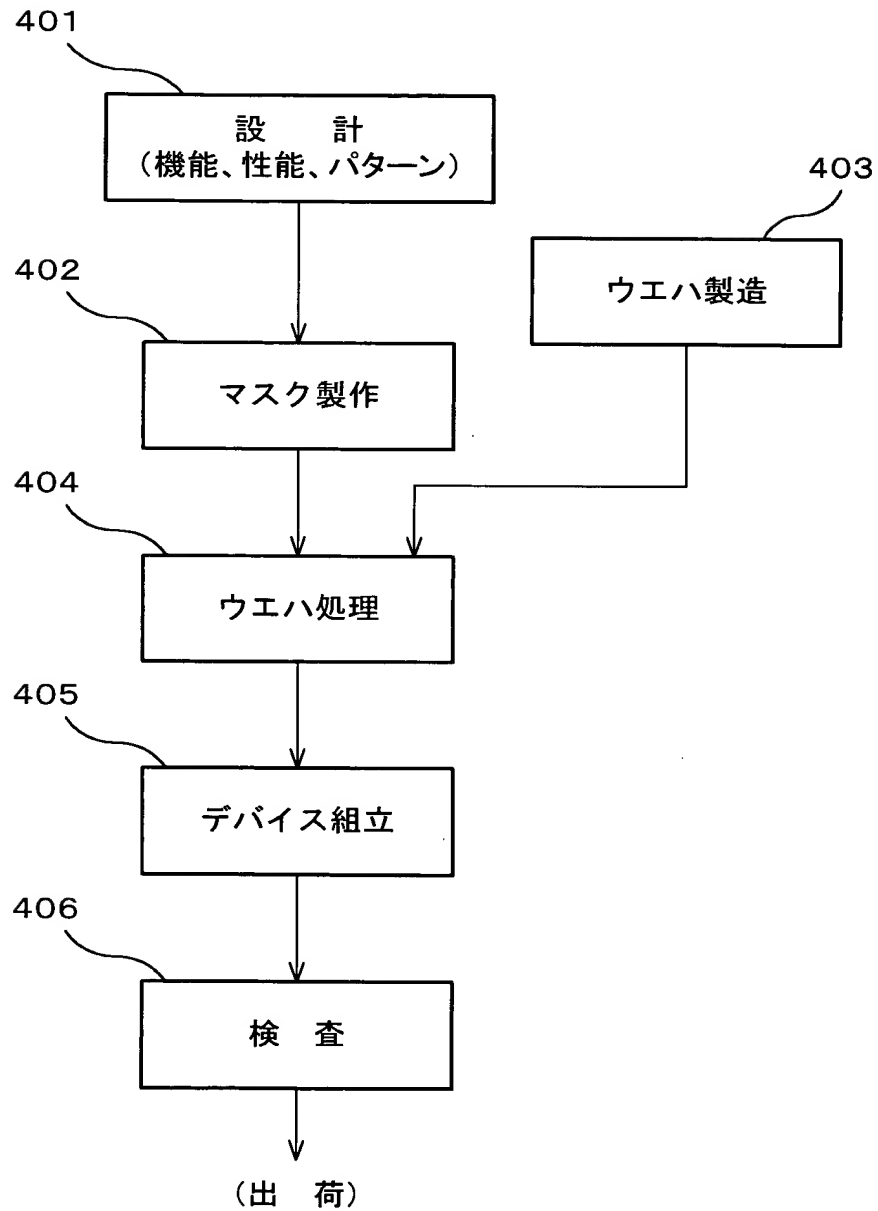 401
設 計
(機能、性能、パターン)
403
ウエハ製造
402
マスク製作
404
ウエハ処理
405
デバイス組立
406
検 査
(出 荷)